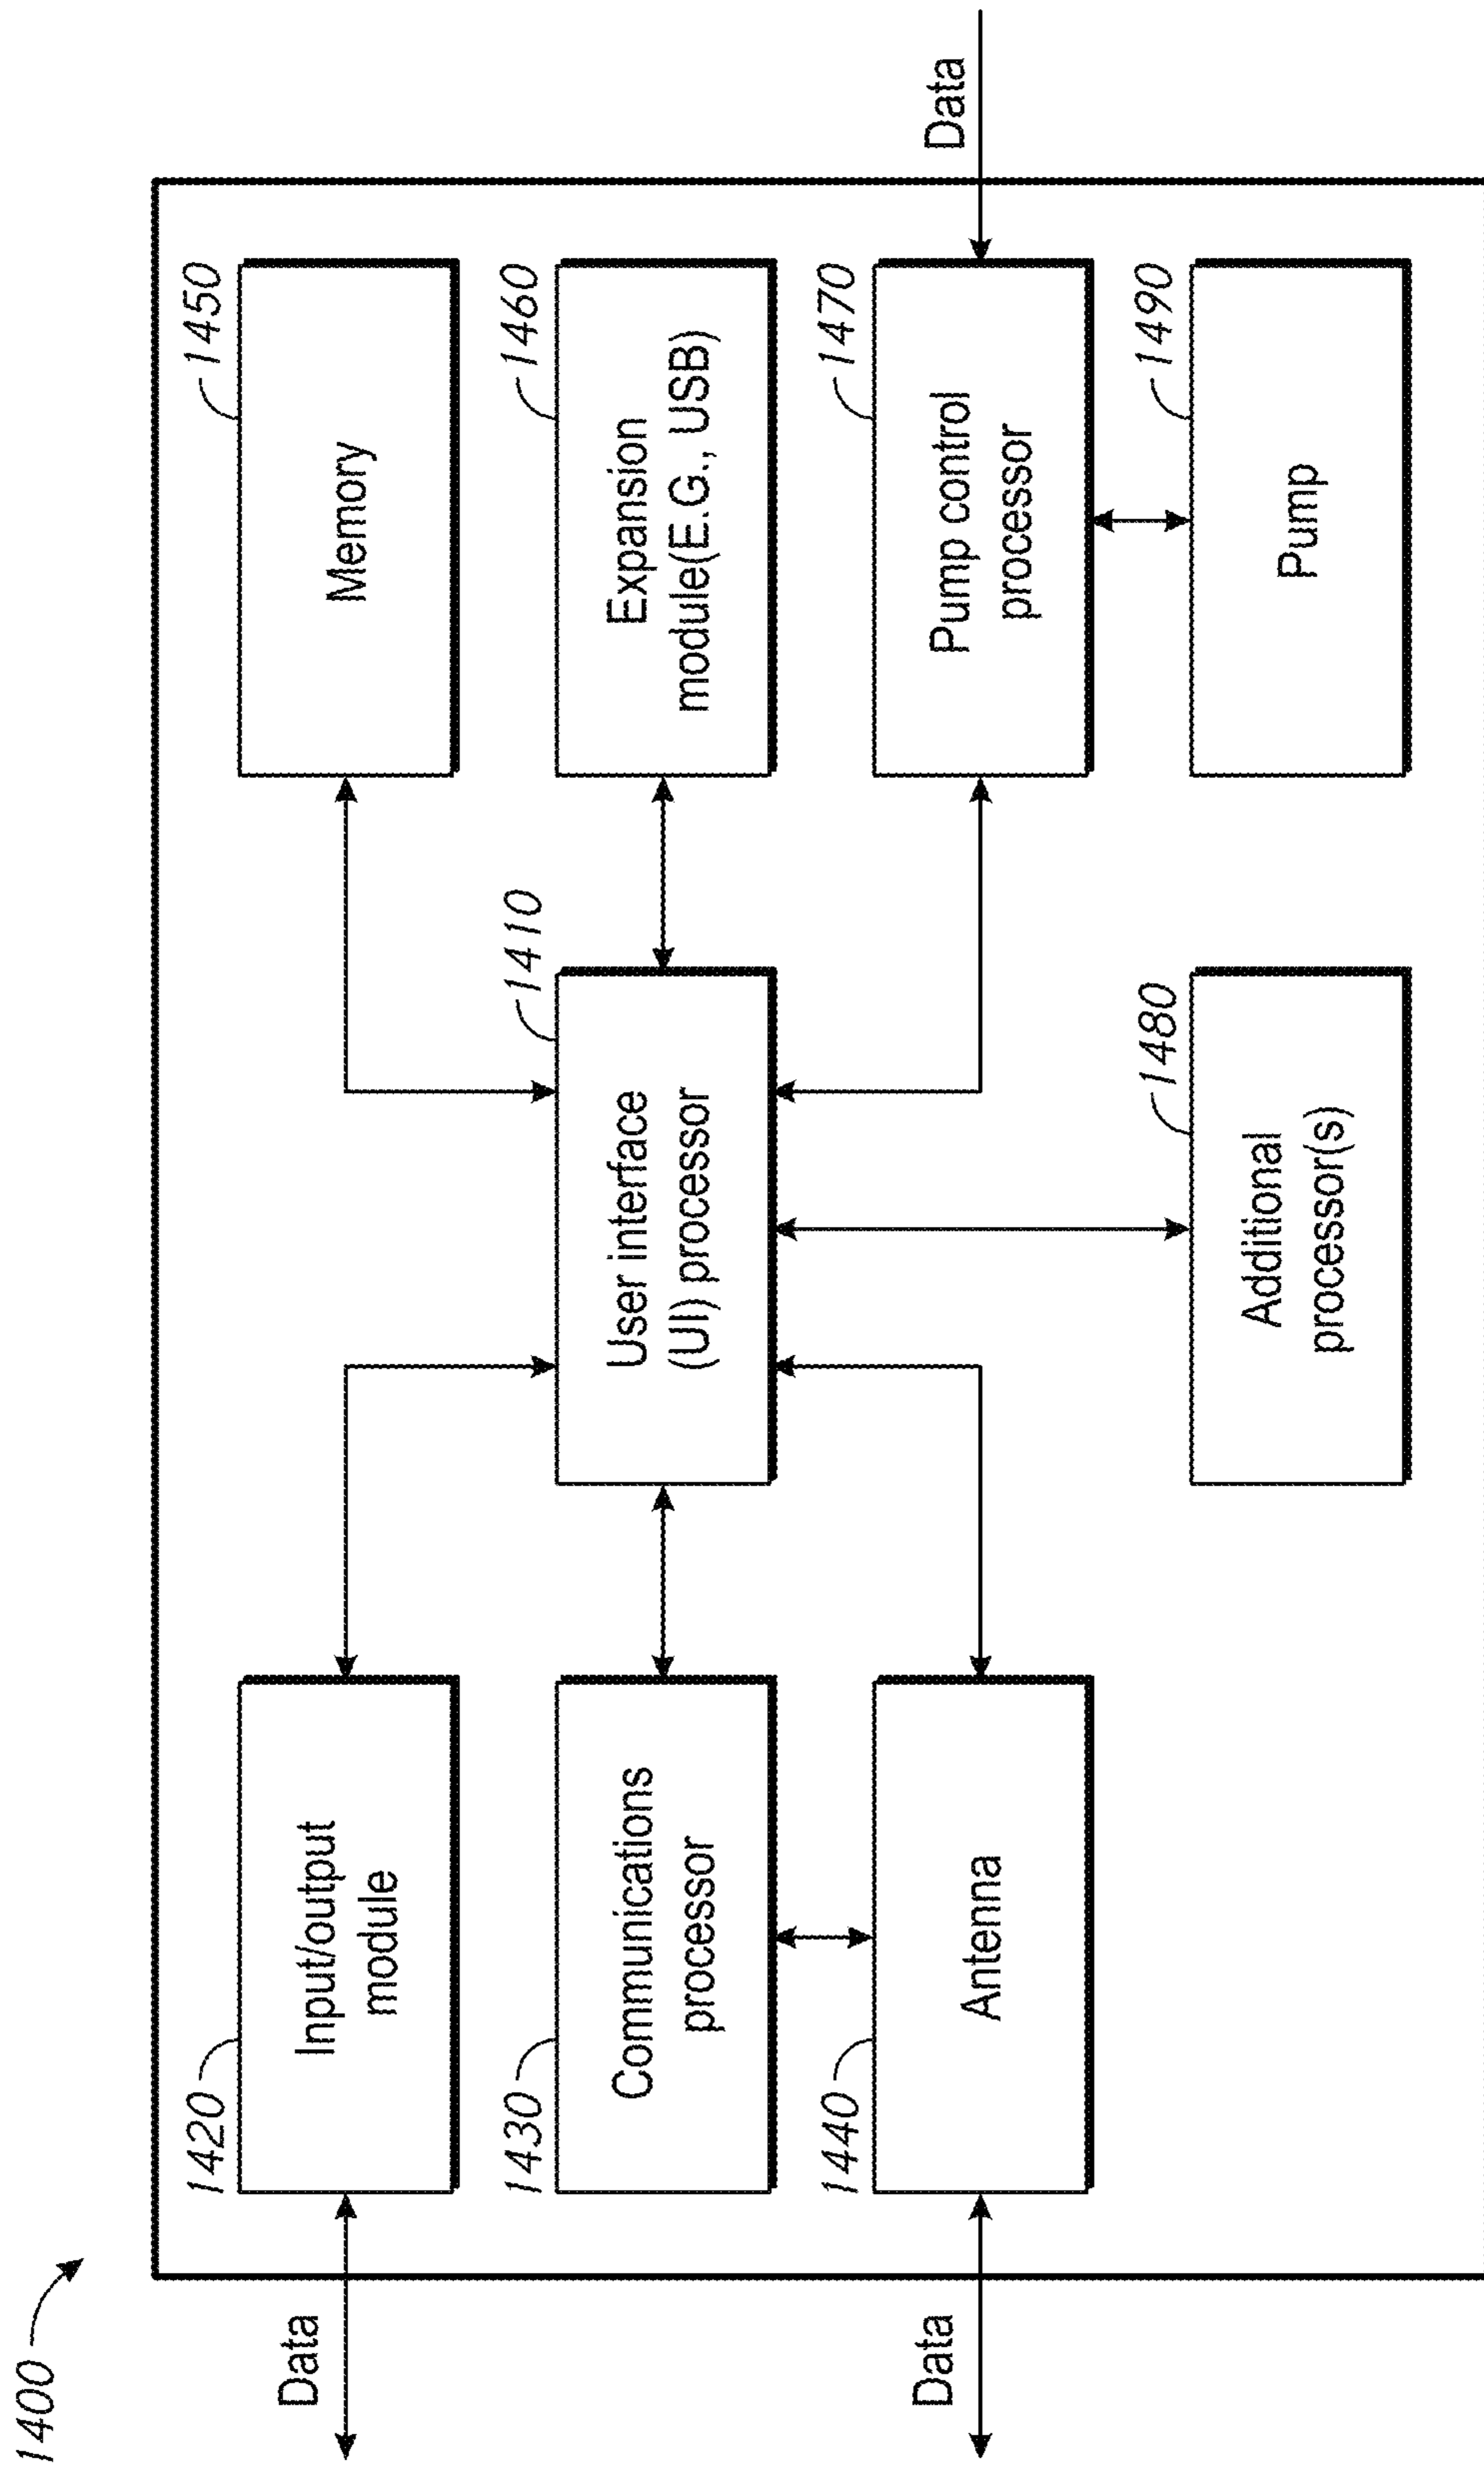 1400
1420
Input/output
module
Data
1430
Communications
processor
1440
Antenna
Data
1410
User interface
(UI) processor
1480
Additional
processor(s)
1450
Memory
1460
Expansion
module(E.G., USB)
1470
Pump control
processor
Data
1490
Pump